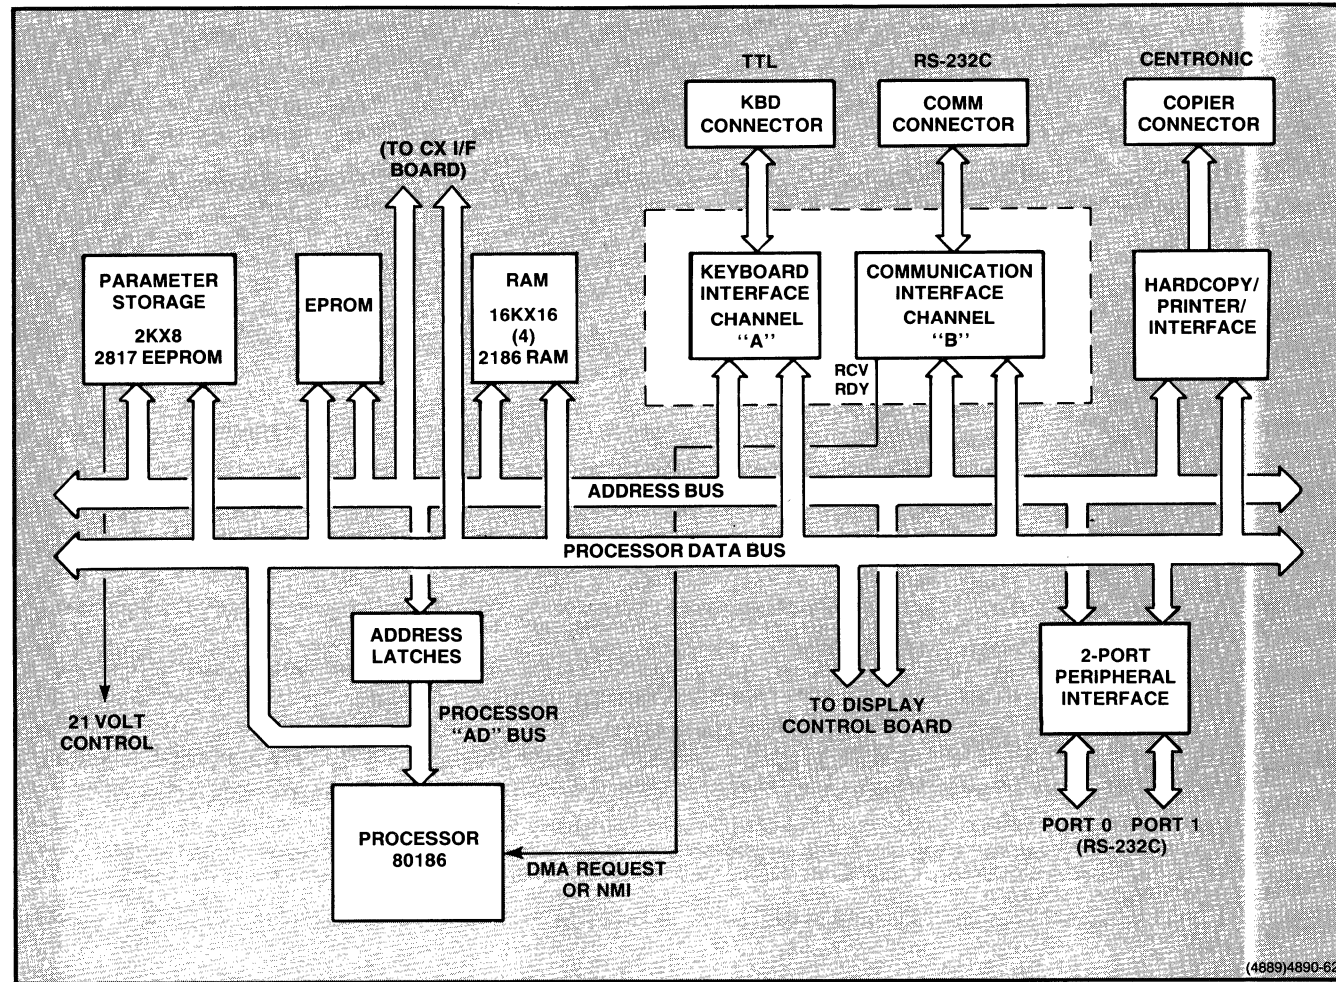 TTL
KBD
CONNECTOR
RS-232C
COMM
CONNECTOR
CENTRONIC
COPIER
CONNECTOR
(TO CX I/F
BOARD)
PARAMETER
STORAGE
2KX8
2817 EEPROM
EPROM
RAM
16KX16
(4)
2186 RAM
KEYBOARD
INTERFACE
CHANNEL
"A"
COMMUNICATION
INTERFACE
CHANNEL
"B"
RCV
RDY
HARDCOPY/
PRINTER/
INTERFACE
ADDRESS BUS
PROCESSOR DATA BUS
ADDRESS
LATCHES
21 VOLT
CONTROL
PROCESSOR
"AD" BUS
TO DISPLAY
CONTROL BOARD
2-PORT
PERIPHERAL
INTERFACE
PROCESSOR
80186
DMA REQUEST
OR NMI
PORT 0 PORT 1
(RS-232C)
(4889)4890-62